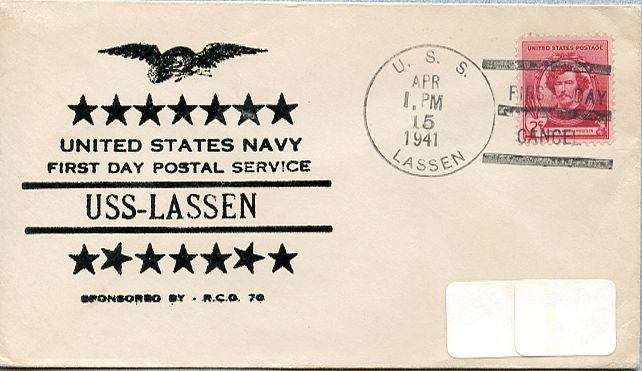 UNITED STATES NAVY
FIRST DAY POSTAL SERVICE
USS-LASSEN
SPONSORED BY - R.C.D. 70
U. S. S.
APR
1 PM
15
1941
LASSEN
FIRST DAY
CANCEL
UNITED STATES POSTAGE
2¢